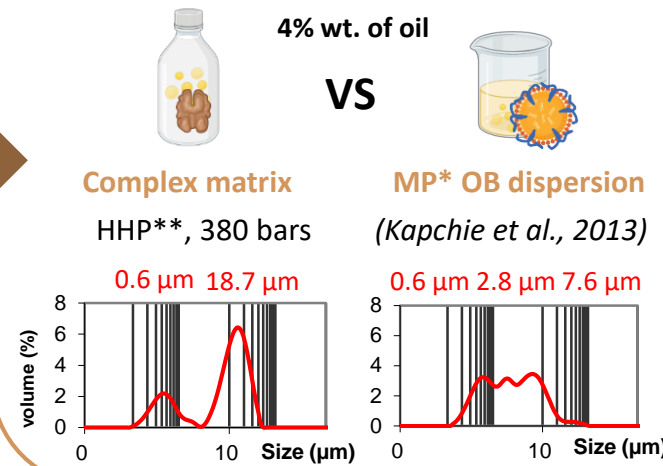 4% wt. of oil
VS
Complex matrix
MP* OB dispersion
HHP**, 380 bars
(Kapchie et al., 2013)
0.6 µm 18.7 µm
0.6 µm 2.8 µm 7.6 µm
volume (%)
8
6
4
2
0
0
10
Size (µm)
8
6
4
2
0
0
10
Size (µm)